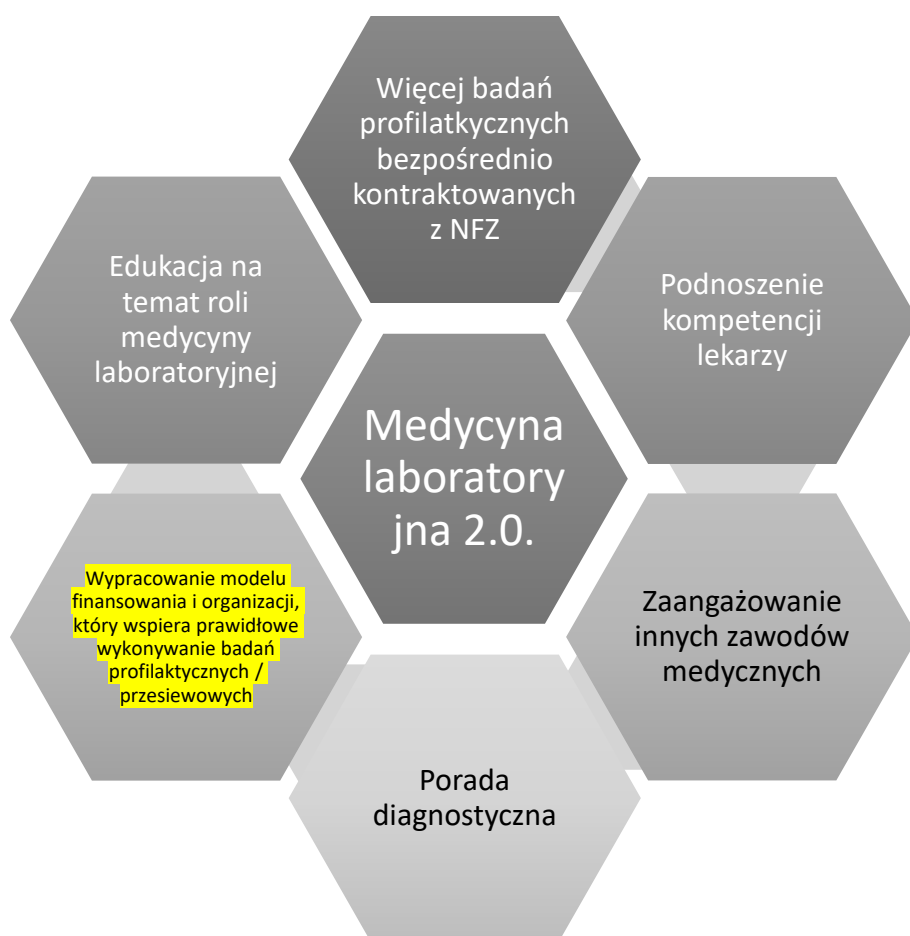 Więcej badań
profilatkycznych
bezpośrednio
kontraktowanych
z NFZ
Edukacja na
temat roli
medycyny
laboratoryjnej
Podnoszenie
kompetencji
lekarzy
Medycyna
laboratory
jna 2.0.
Wypracowanie modelu
finansowania i organizacji,
który wspiera prawidłowe
wykonywanie badań
profilaktycznych /
przesiewowych
Zaangażowanie
innych zawodów
medycznych
Porada
diagnostyczna